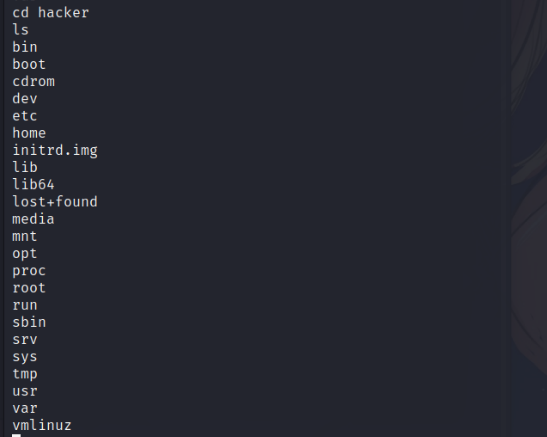 cd hacker
ls
bin
boot
cdrom
dev
etc
home
initrd.img
lib
lib64
lost+found
media
mnt
opt
proc
root
run
sbin
srv
sys
tmp
usr
var
vmlinuz